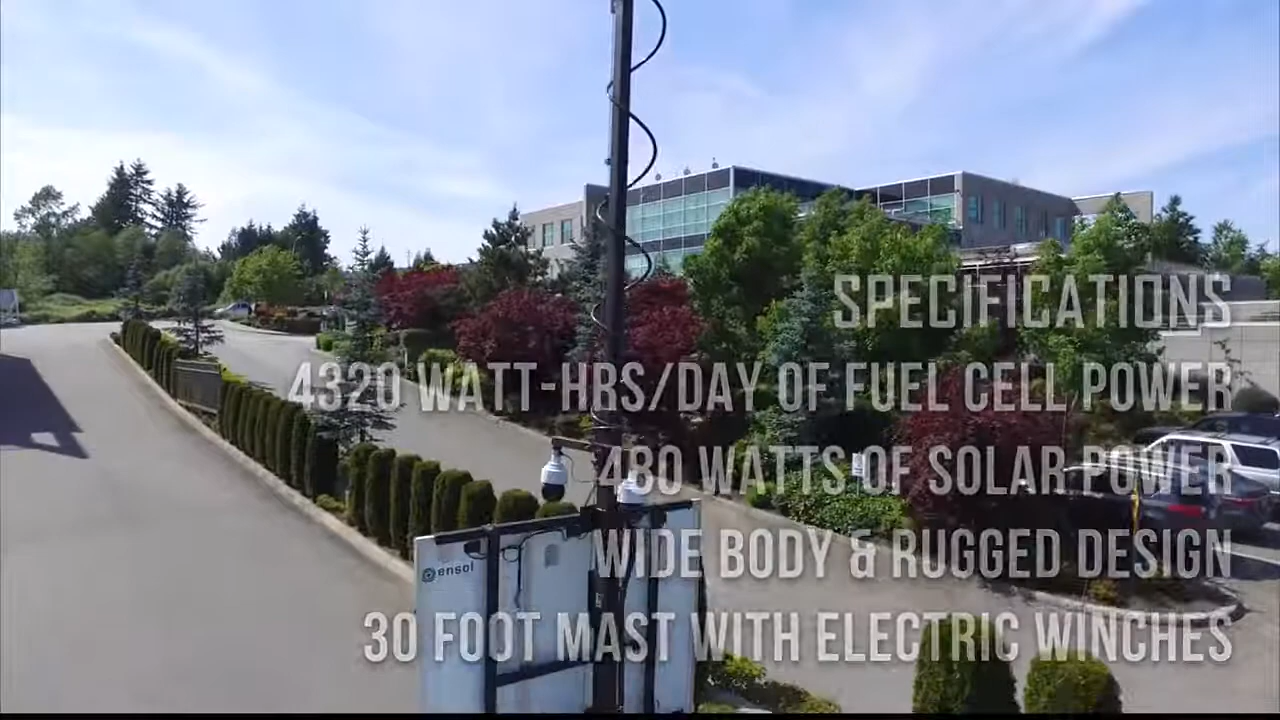 SPECIFICATIONS
4320 WATT-HRS/DAY OF FUEL CELL POWER
480 WATTS OF SOLAR POWER
WIDE BODY & RUGGED DESIGN
ensol
30 FOOT MAST WITH ELECTRIC WINCHES